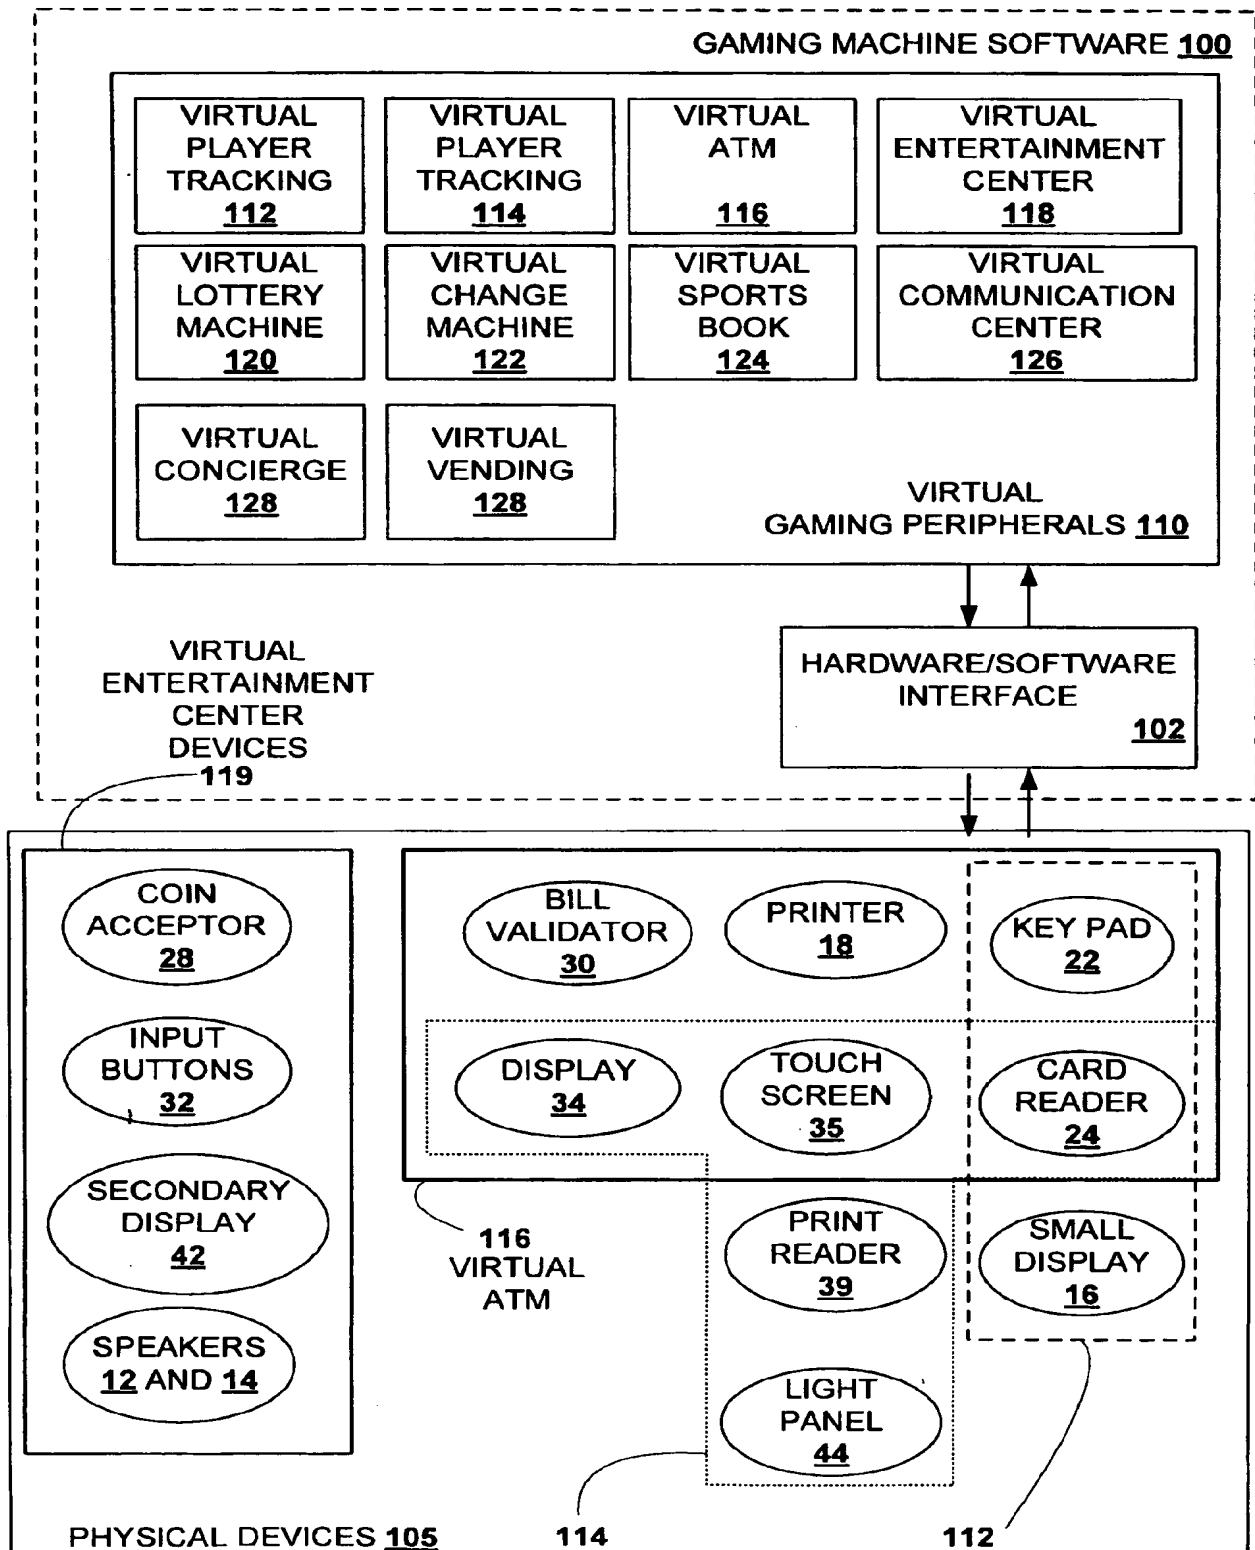 GAMING MACHINE SOFTWARE 100
VIRTUAL
PLAYER
TRACKING
112
VIRTUAL
PLAYER
TRACKING
114
VIRTUAL
ATM
116
VIRTUAL
ENTERTAINMENT
CENTER
118
VIRTUAL
LOTTERY
MACHINE
120
VIRTUAL
CHANGE
MACHINE
122
VIRTUAL
SPORTS
BOOK
124
VIRTUAL
COMMUNICATION
CENTER
126
VIRTUAL
CONCIERGE
128
VIRTUAL
VENDING
128
VIRTUAL
GAMING PERIPHERALS 110
HARDWARE/SOFTWARE
INTERFACE
102
VIRTUAL
ENTERTAINMENT
CENTER
DEVICES
119
COIN
ACCEPTOR
28
INPUT
BUTTONS
32
SECONDARY
DISPLAY
42
SPEAKERS
12 AND 14
BILL
VALIDATOR
30
PRINTER
18
KEY PAD
22
DISPLAY
34
TOUCH
SCREEN
35
CARD
READER
24
116
VIRTUAL
ATM
PRINT
READER
39
SMALL
DISPLAY
16
LIGHT
PANEL
44
PHYSICAL DEVICES 105
114
112